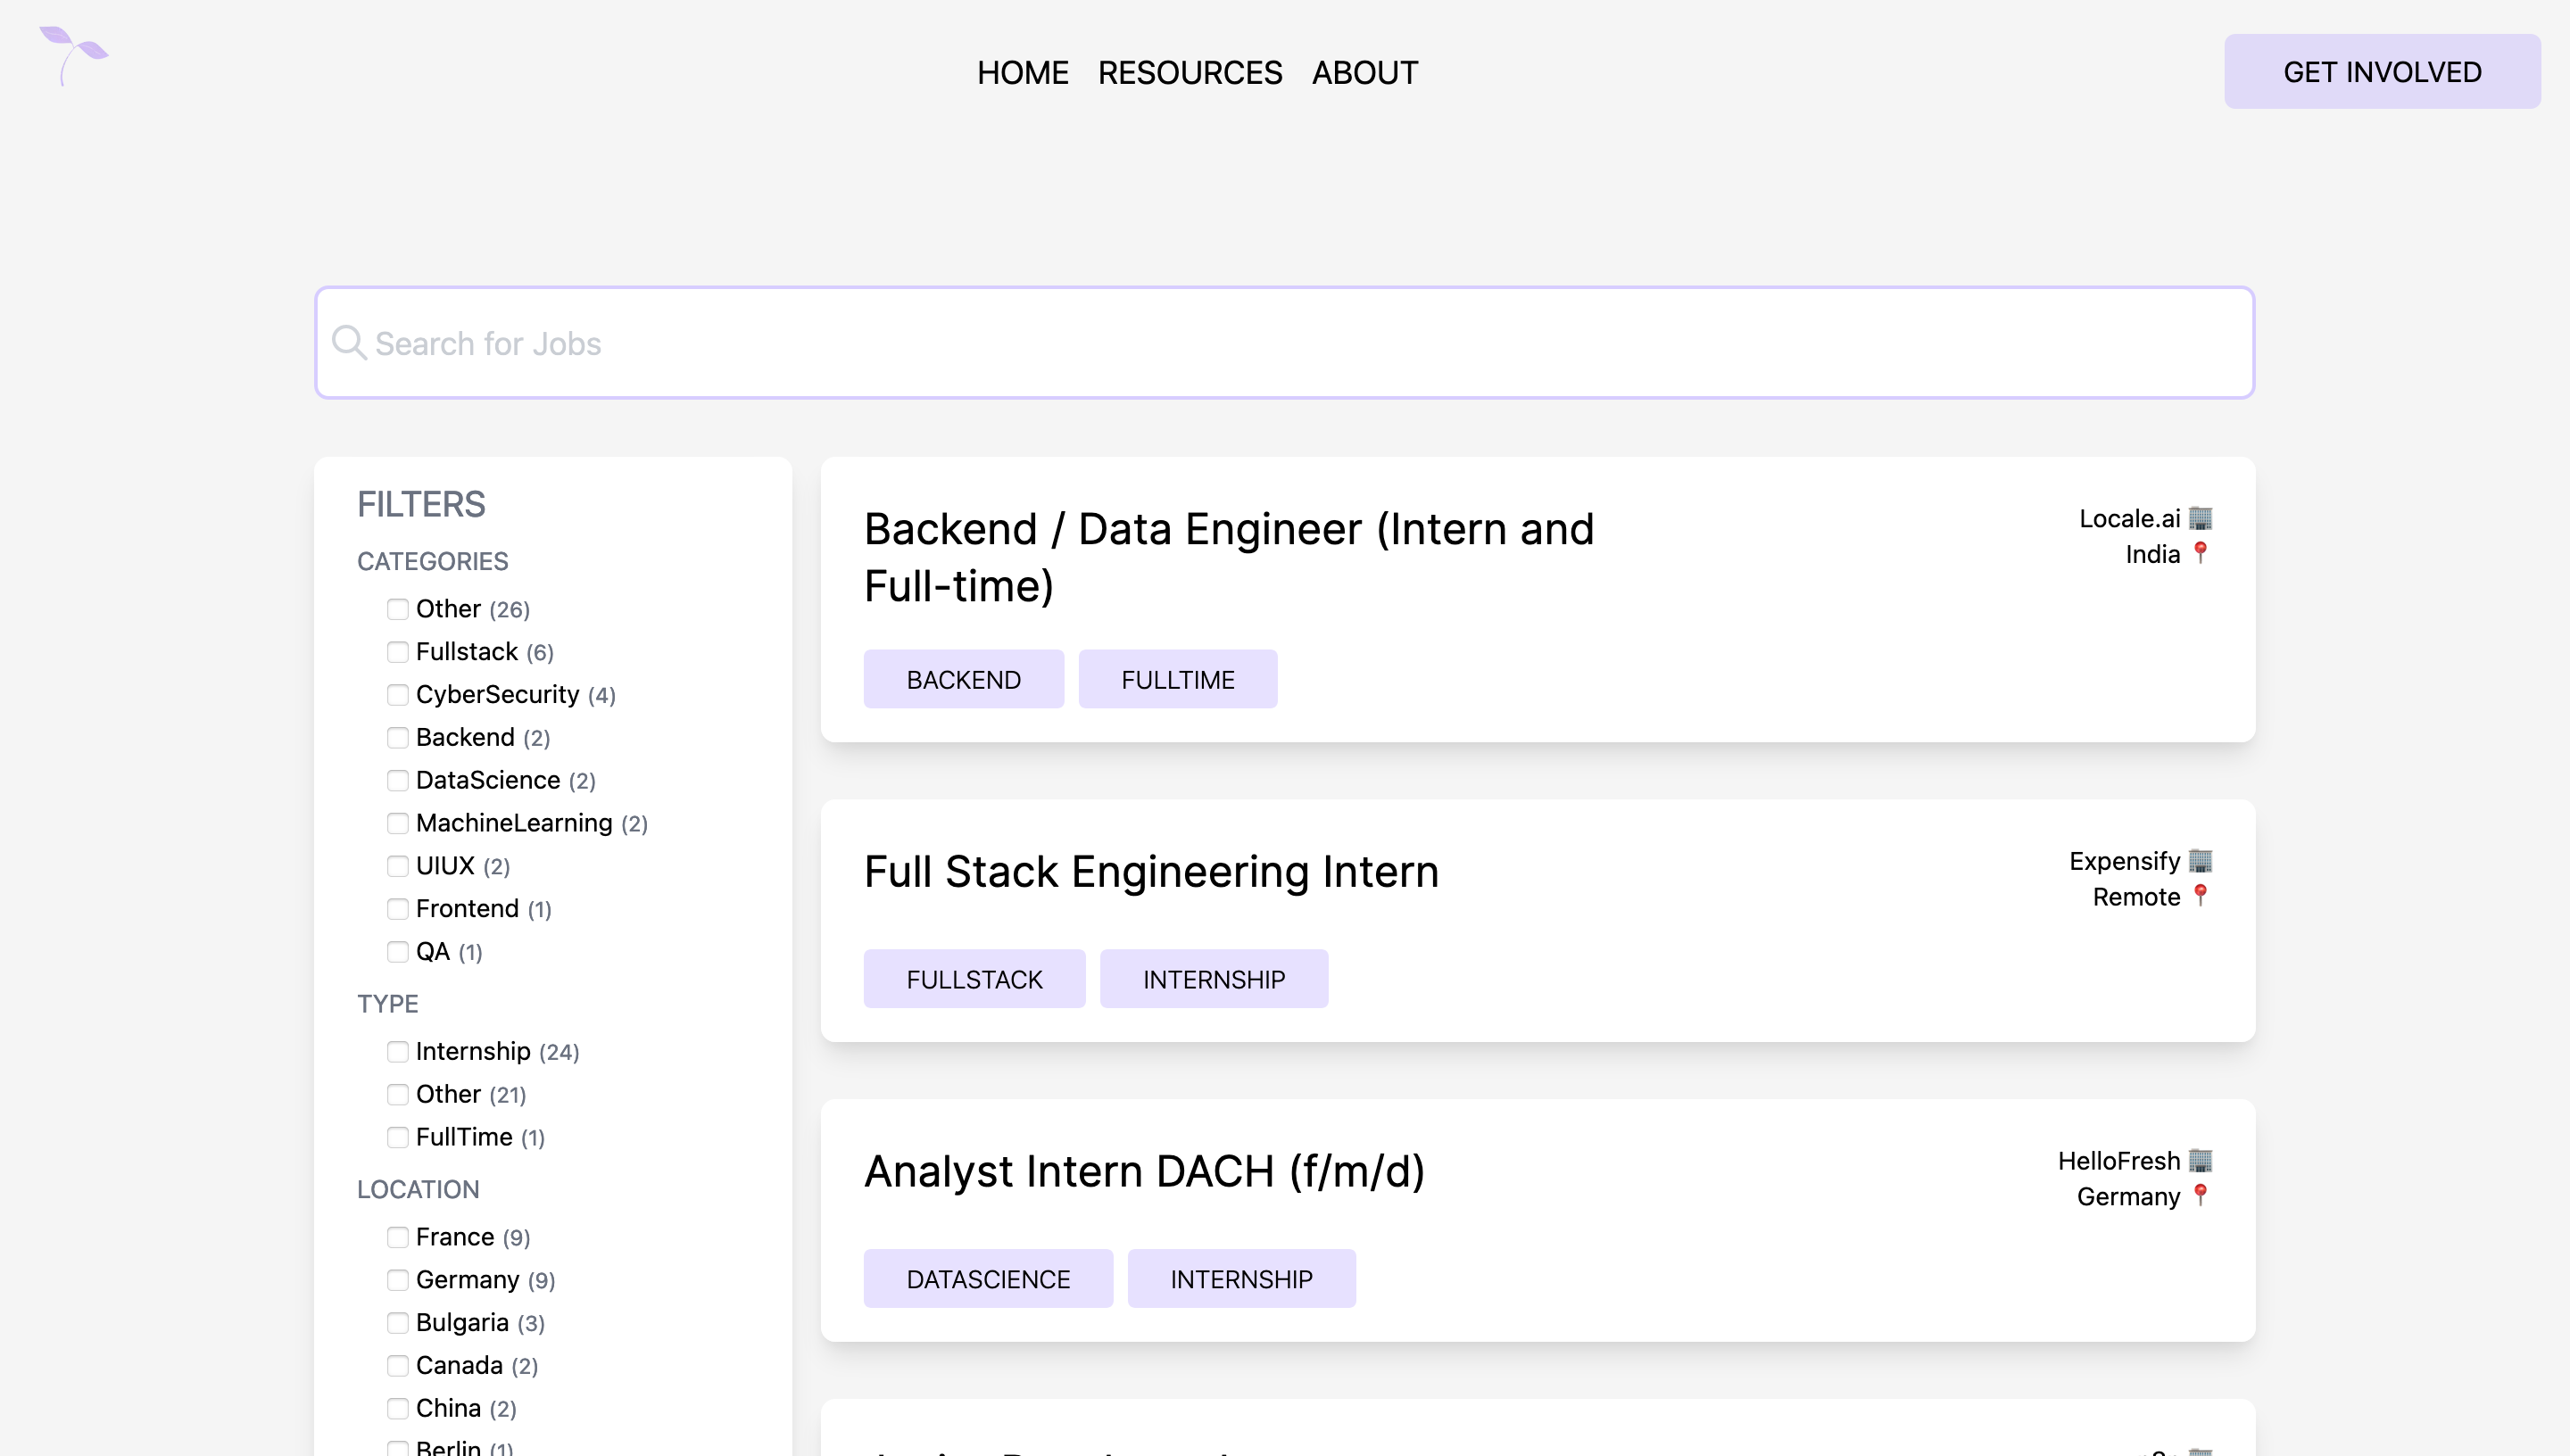 HOME RESOURCES ABOUT
GET INVOLVED
Search for Jobs
FILTERS
CATEGORIES
Other (26)
Fullstack (6)
CyberSecurity (4)
Backend (2)
DataScience (2)
MachineLearning (2)
UIUX (2)
Frontend (1)
QA (1)
TYPE
Internship (24)
Other (21)
FullTime (1)
LOCATION
France (9)
Germany (9)
Bulgaria (3)
Canada (2)
China (2)
Berlin (1)
Backend / Data Engineer (Intern and
Full-time)
Locale.ai
India
BACKEND FULLTIME
Full Stack Engineering Intern
Expensify
Remote
FULLSTACK INTERNSHIP
Analyst Intern DACH (f/m/d)
HelloFresh
Germany
DATASCIENCE INTERNSHIP